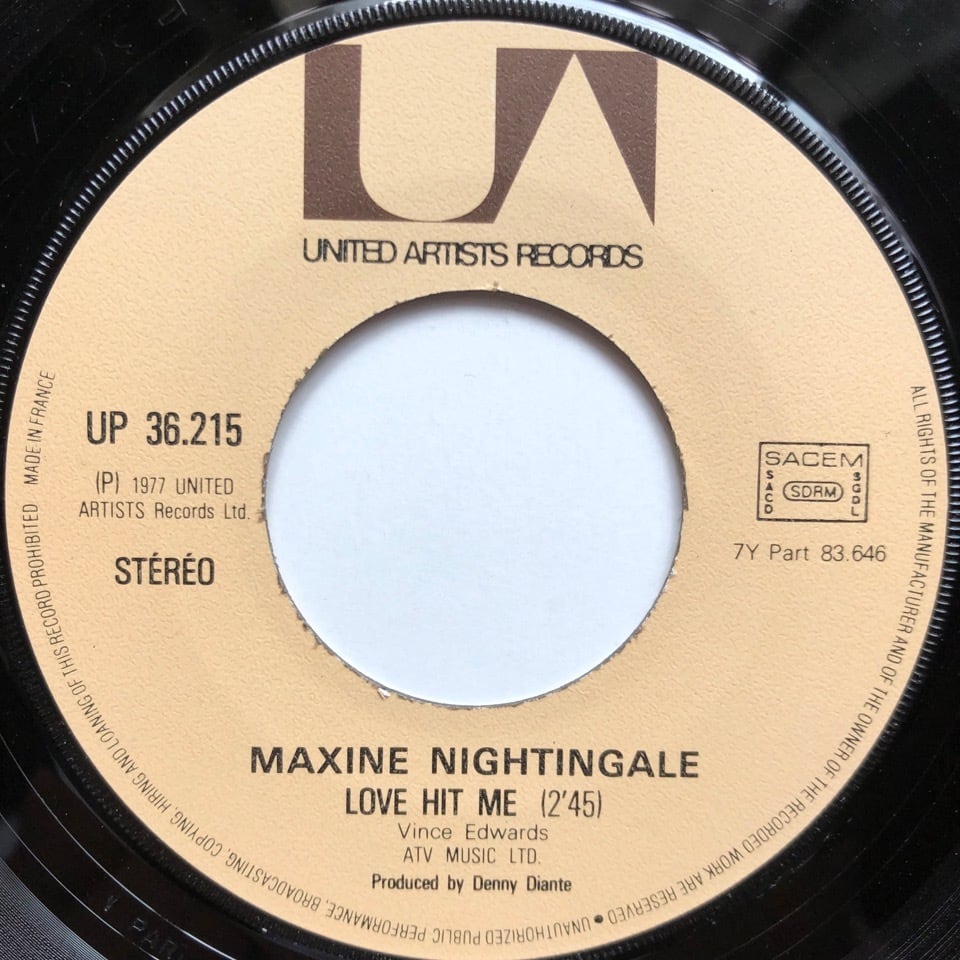 UA
UNITED ARTISTS RECORDS
UP 36.215
(P) 1977 UNITED
ARTISTS Records Ltd.
STÉRÉO
SACEM
SACD
SDRM
SGDL
7Y Part 83.646
MAXINE NIGHTINGALE
LOVE HIT ME (2'45)
Vince Edwards
ATV MUSIC LTD.
Produced by Denny Diante
ALL RIGHTS OF THE MANUFACTURER AND OF THE OWNER OF THE RECORDED WORK ARE RESERVED • UNAUTHORIZED PUBLIC PERFORMANCE, BROADCASTING, COPYING, HIRING AND LOANING OF THIS RECORD PROHIBITED MADE IN FRANCE